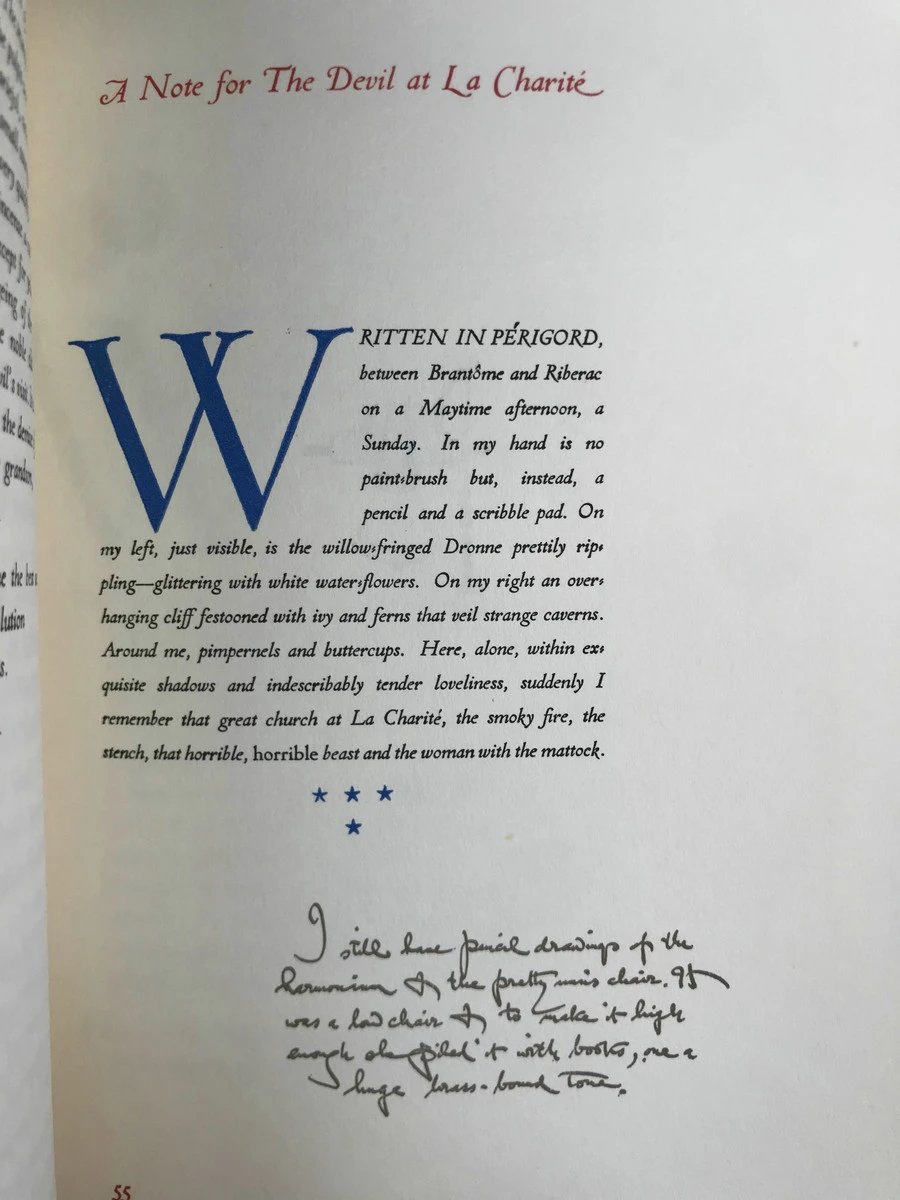 A Note for The Devil at La Charité
WRITTEN IN PÉRIGORD,
between Brantôme and Riberac
on a Maytime afternoon, a
Sunday. In my hand is no
paint-brush but, instead, a
pencil and a scribble pad. On
my left, just visible, is the willow-fringed Dronne prettily rip-
pling—glittering with white water-flowers. On my right an over-
hanging cliff festooned with ivy and ferns that veil strange caverns.
Around me, pimpernels and buttercups. Here, alone, within ex-
quisite shadows and indescribably tender loveliness, suddenly I
remember that great church at La Charité, the smoky fire, the
stench, that horrible, horrible beast and the woman with the mattock.
I still have pencil drawings of the
harmonium & the pretty nun's chair. It
was a low chair & to make it high
enough she piled it with books, one a
huge brass-bound Tome.
55